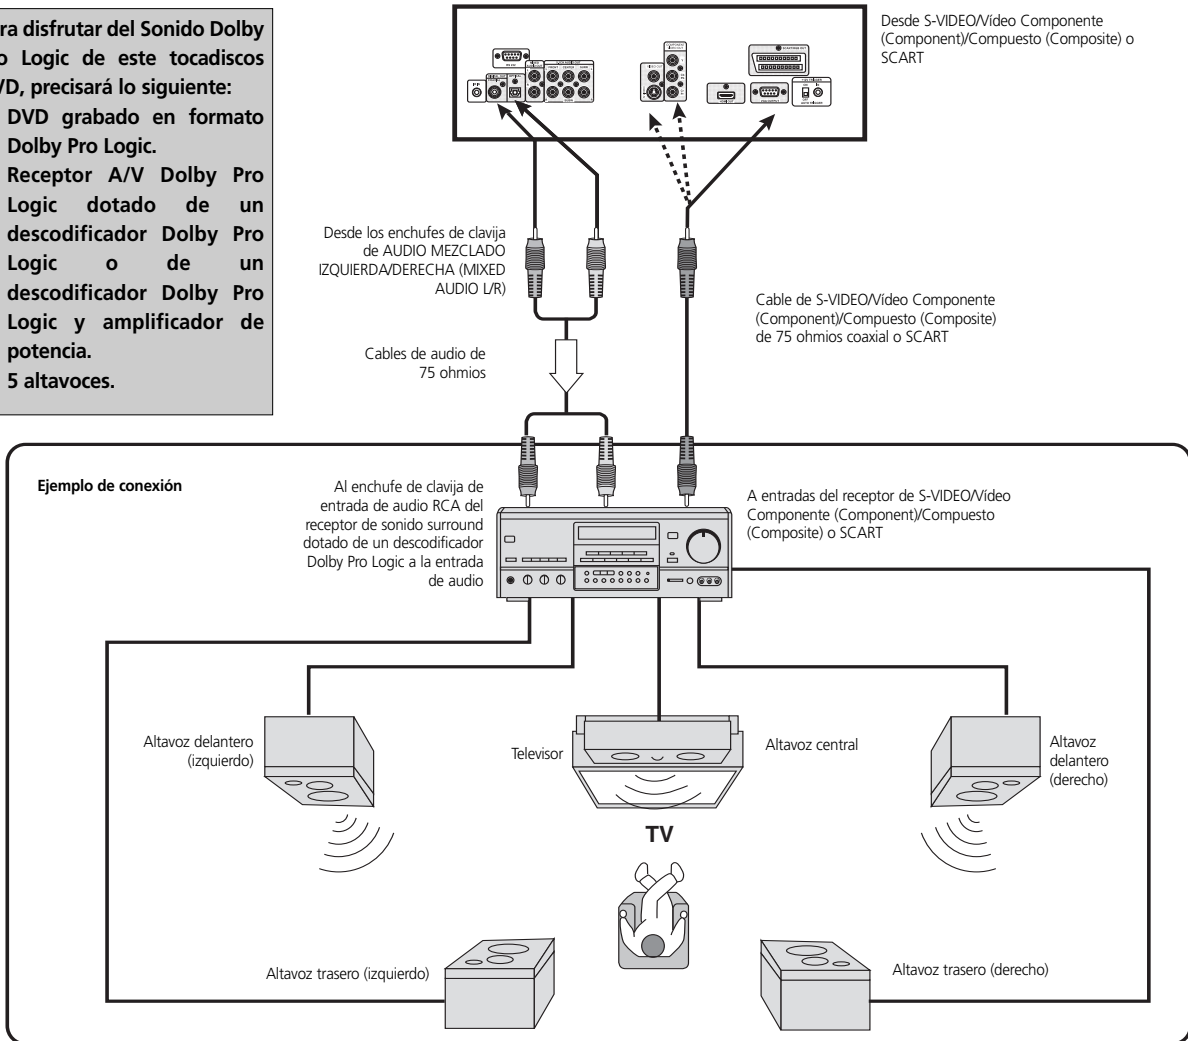 ra disfrutar del Sonido Dolby
o Logic de este tocadiscos
VD, precisará lo siguiente:
DVD grabado en formato
Dolby Pro Logic.
Receptor A/V Dolby Pro
Logic dotado de un
descodificador Dolby Pro
Logic o de un
descodificador Dolby Pro
Logic y amplificador de
potencia.
5 altavoces.
Desde S-VIDEO/Vídeo Componente
(Component)/Compuesto (Composite) o
SCART
Desde los enchufes de clavija
de AUDIO MEZCLADO
IZQUIERDA/DERECHA (MIXED
AUDIO L/R)
Cable de S-VIDEO/Vídeo Componente
(Component)/Compuesto (Composite)
de 75 ohmios coaxial o SCART
Cables de audio de
75 ohmios
Ejemplo de conexión
Al enchufe de clavija de
entrada de audio RCA del
receptor de sonido surround
dotado de un descodificador
Dolby Pro Logic a la entrada
de audio
A entradas del receptor de S-VIDEO/Vídeo
Componente (Component)/Compuesto
(Composite) o SCART
Altavoz delantero
(izquierdo)
Televisor
Altavoz central
Altavoz
delantero
(derecho)
TV
Altavoz trasero (izquierdo)
Altavoz trasero (derecho)